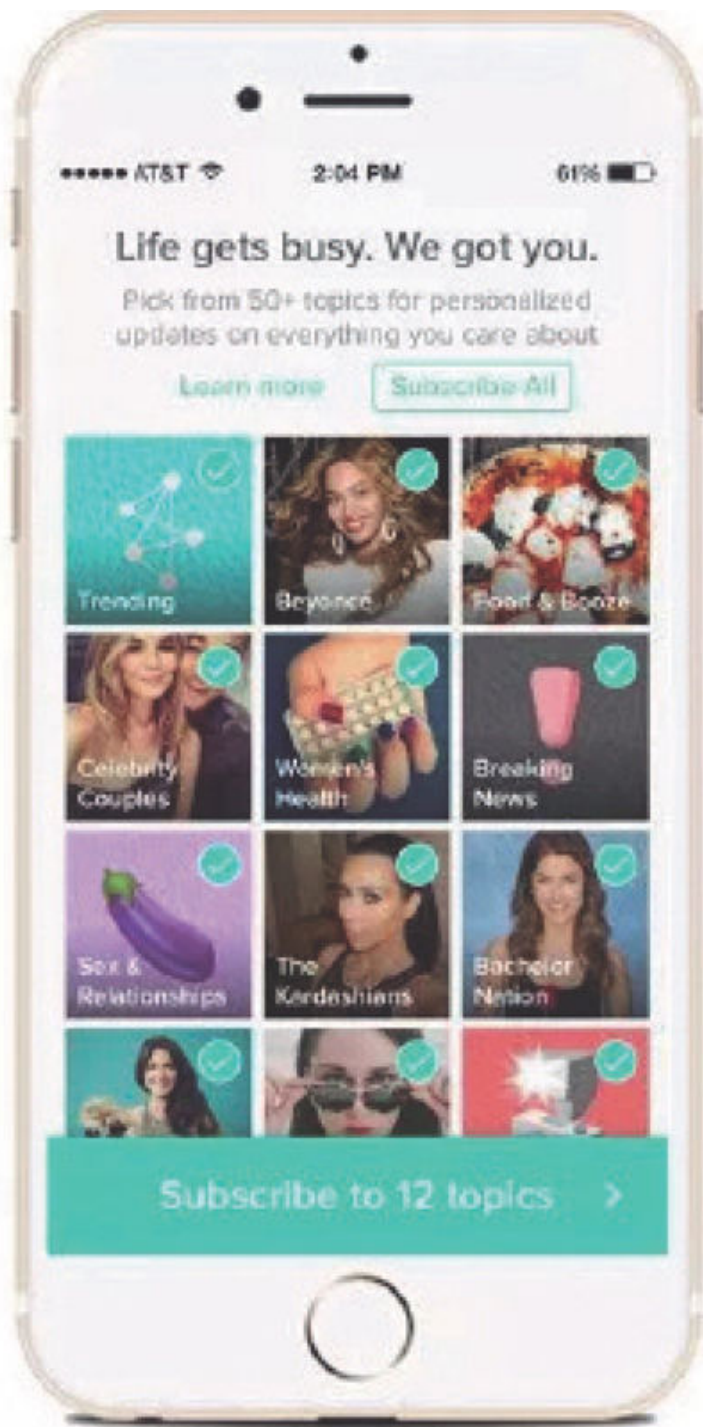 AT&T 2:04 PM 61%
Life gets busy. We got you.
Pick from 50+ topics for personalized
updates on everything you care about
Learn more Subscribe All
Trending Beyonce Food & Booze
Celebrity Women's Breaking
Couples Health News
Sex & The Bachelor
Relationships Kardashians Nation
Subscribe to 12 topics >